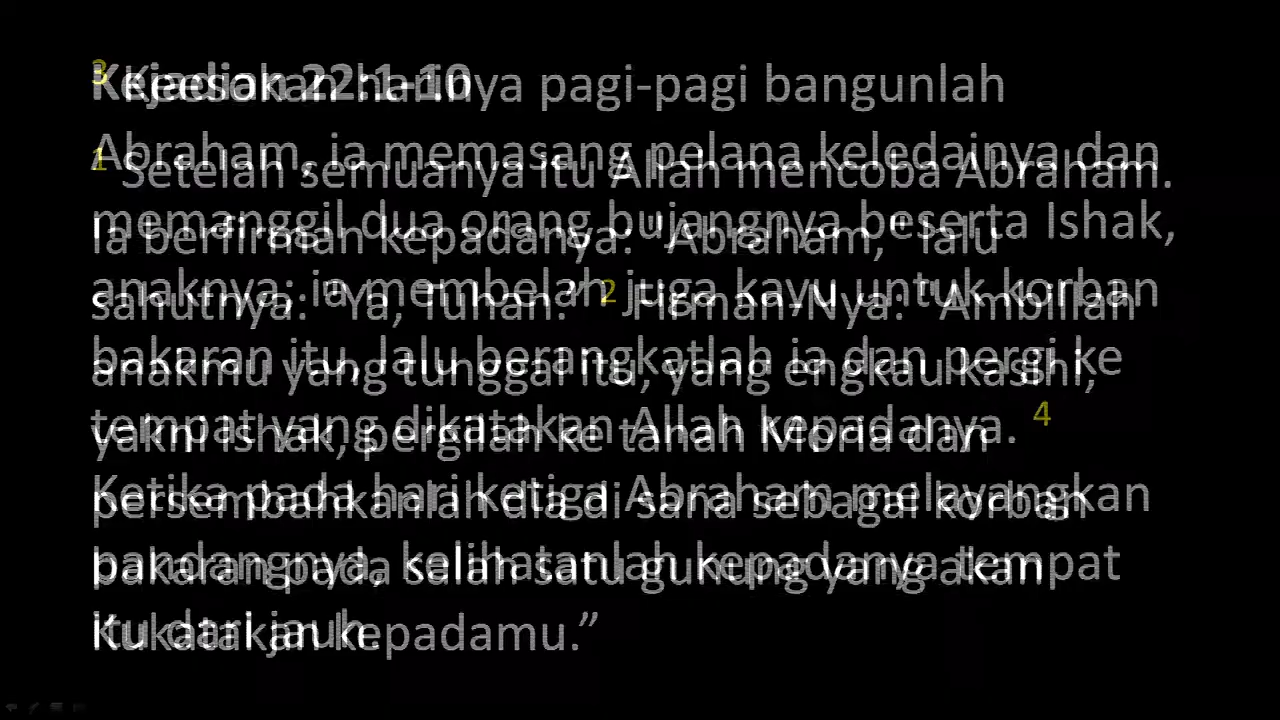 Kejadian 22:1-10
1 Setelah semuanya itu Allah mencoba Abraham.
Ia berfirman kepadanya: "Abraham," lalu
sahutnya: "Ya, Tuhan." 2 Firman-Nya: "Ambillah
anakmu yang tunggal itu, yang engkau kasihi,
yakni Ishak, pergilah ke tanah Moria dan
persembahkanlah dia di sana sebagai korban
bakaran pada salah satu gunung yang akan
Kukatakan kepadamu.”
3 Keesokan harinya pagi-pagi bangunlah
Abraham, ia memasang pelana keledainya dan
memanggil dua orang bujangnya beserta Ishak,
anaknya; ia membelah juga kayu untuk korban
bakaran itu, lalu berangkatlah ia dan pergi ke
tempat yang dikatakan Allah kepadanya. 4
Ketika pada hari ketiga Abraham melayangkan
pandangnya, kelihatanlah kepadanya tempat
itu dari jauh.